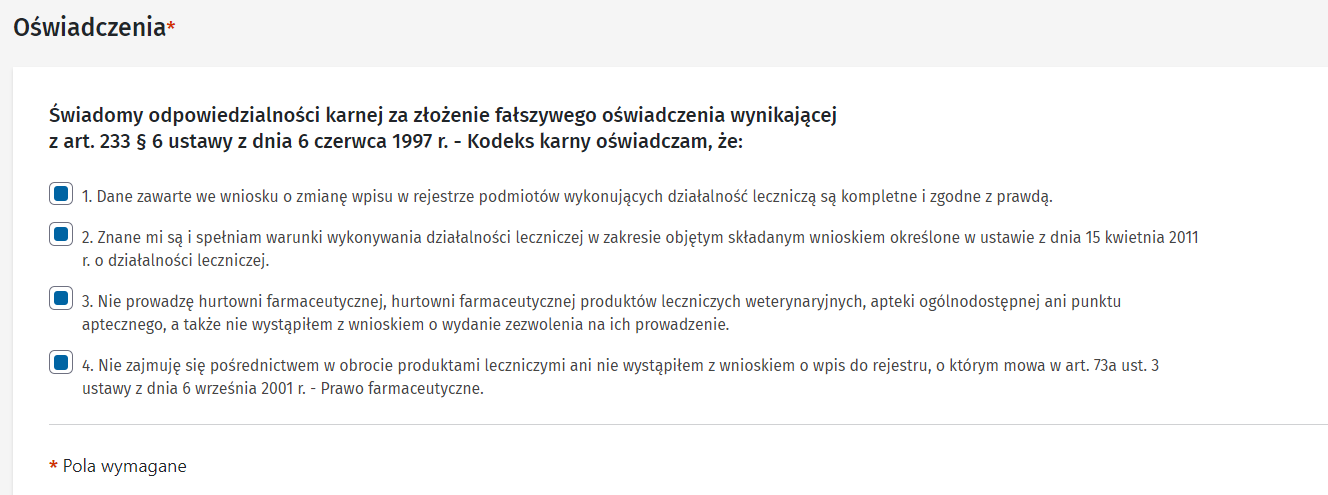 Oświadczenia*
Świadomy odpowiedzialności karnej za złożenie fałszywego oświadczenia wynikającej
z art. 233 § 6 ustawy z dnia 6 czerwca 1997 r. - Kodeks karny oświadczam, że:
1. Dane zawarte we wniosku o zmianę wpisu w rejestrze podmiotów wykonujących działalność leczniczą są kompletne i zgodne z prawdą.
2. Znane mi są i spełniam warunki wykonywania działalności leczniczej w zakresie objętym składanym wnioskiem określone w ustawie z dnia 15 kwietnia 2011
r. o działalności leczniczej.
3. Nie prowadzę hurtowni farmaceutycznej, hurtowni farmaceutycznej produktów leczniczych weterynaryjnych, apteki ogólnodostępnej ani punktu
aptecznego, a także nie wystąpiłem z wnioskiem o wydanie zezwolenia na ich prowadzenie.
4. Nie zajmuję się pośrednictwem w obrocie produktami leczniczymi ani nie wystąpiłem z wnioskiem o wpis do rejestru, o którym mowa w art. 73a ust. 3
ustawy z dnia 6 września 2001 r. - Prawo farmaceutyczne.
* Pola wymagane